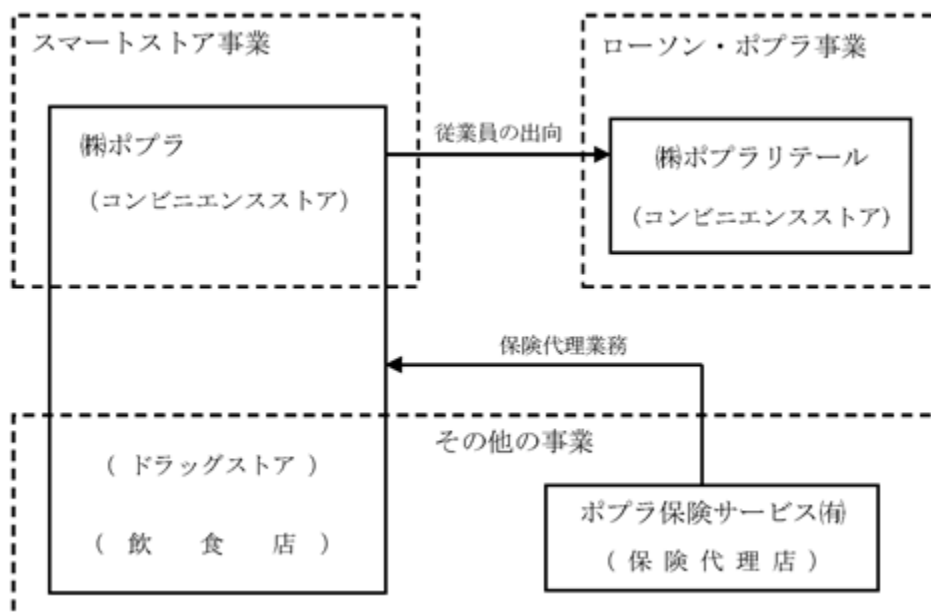 スマートストア事業
ローソン・ポプラ事業
㈱ポプラ
(コンビニエンスストア)
従業員の出向
㈱ポプラリテール
(コンビニエンスストア)
保険代理業務
その他の事業
( ドラッグストア )
( 飲 食 店 )
ポプラ保険サービス㈲
( 保 険 代 理 店 )